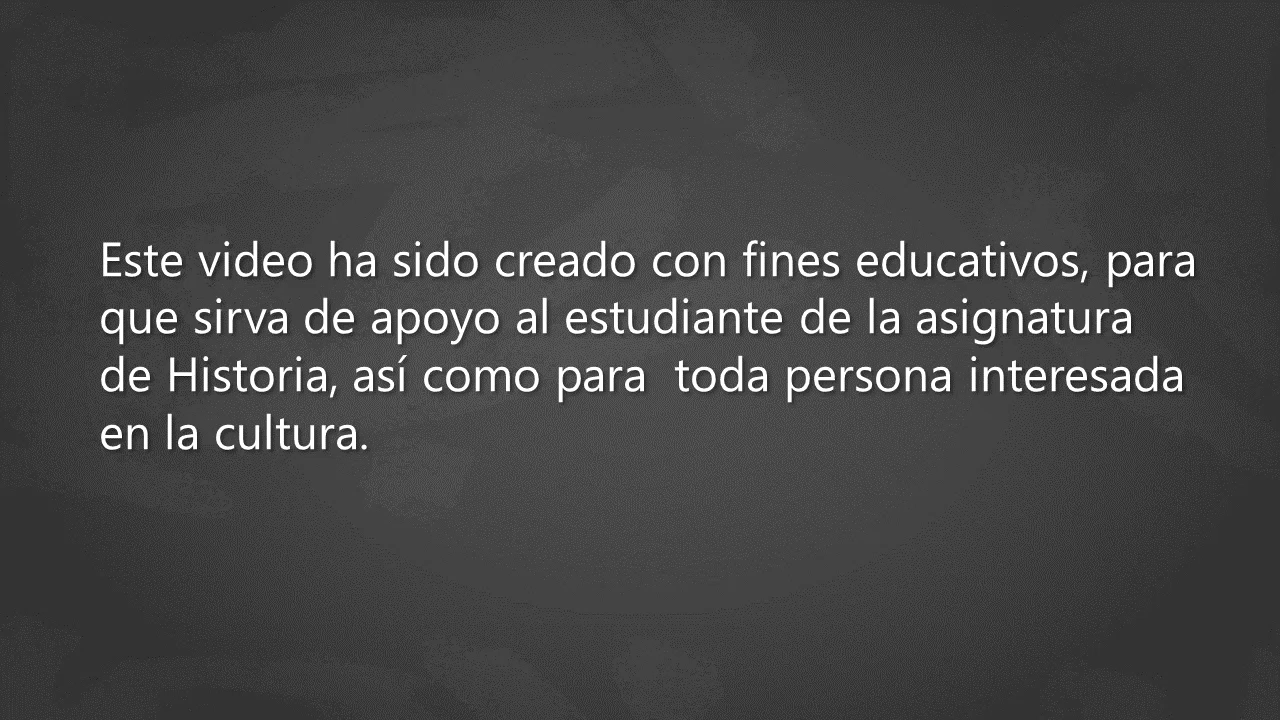 Este video ha sido creado con fines educativos, para
que sirva de apoyo al estudiante de la asignatura
de Historia, así como para  toda persona interesada
en la cultura.